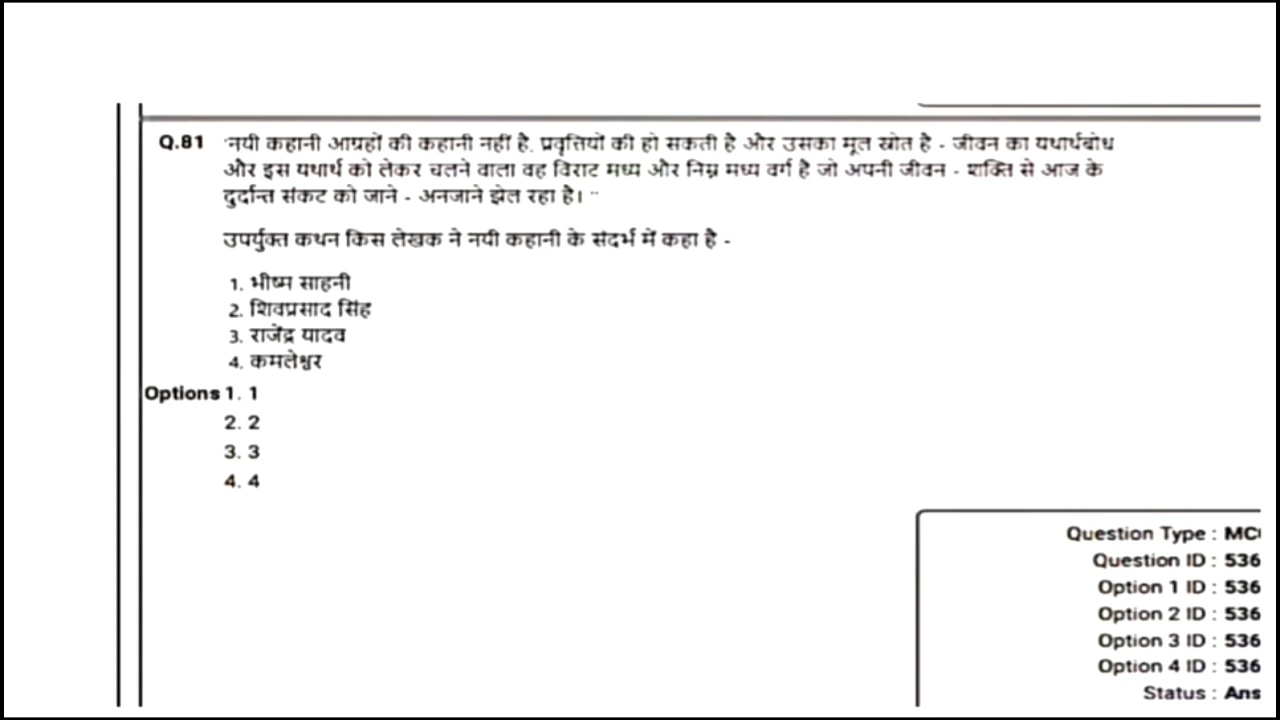 Q.81 "नयी कहानी आग्रहों की कहानी नहीं है, प्रवृत्तियों की हो सकती है और उसका मूल स्रोत है - जीवन का यथार्थबोध
और इस यथार्थ को लेकर चलने वाला वह विराट मध्य और निम्न मध्य वर्ग है जो अपनी जीवन - शक्ति से आज के
दुर्दान्त संकट को जाने - अनजाने झेल रहा है। "
उपर्युक्त कथन किस लेखक ने नयी कहानी के संदर्भ में कहा है -
1. भीष्म साहनी
2. शिवप्रसाद सिंह
3. राजेंद्र यादव
4. कमलेश्वर
Options 1. 1
2. 2
3. 3
4. 4
Question Type : MC
Question ID : 536
Option 1 ID : 536
Option 2 ID : 536
Option 3 ID : 536
Option 4 ID : 536
Status : Ans